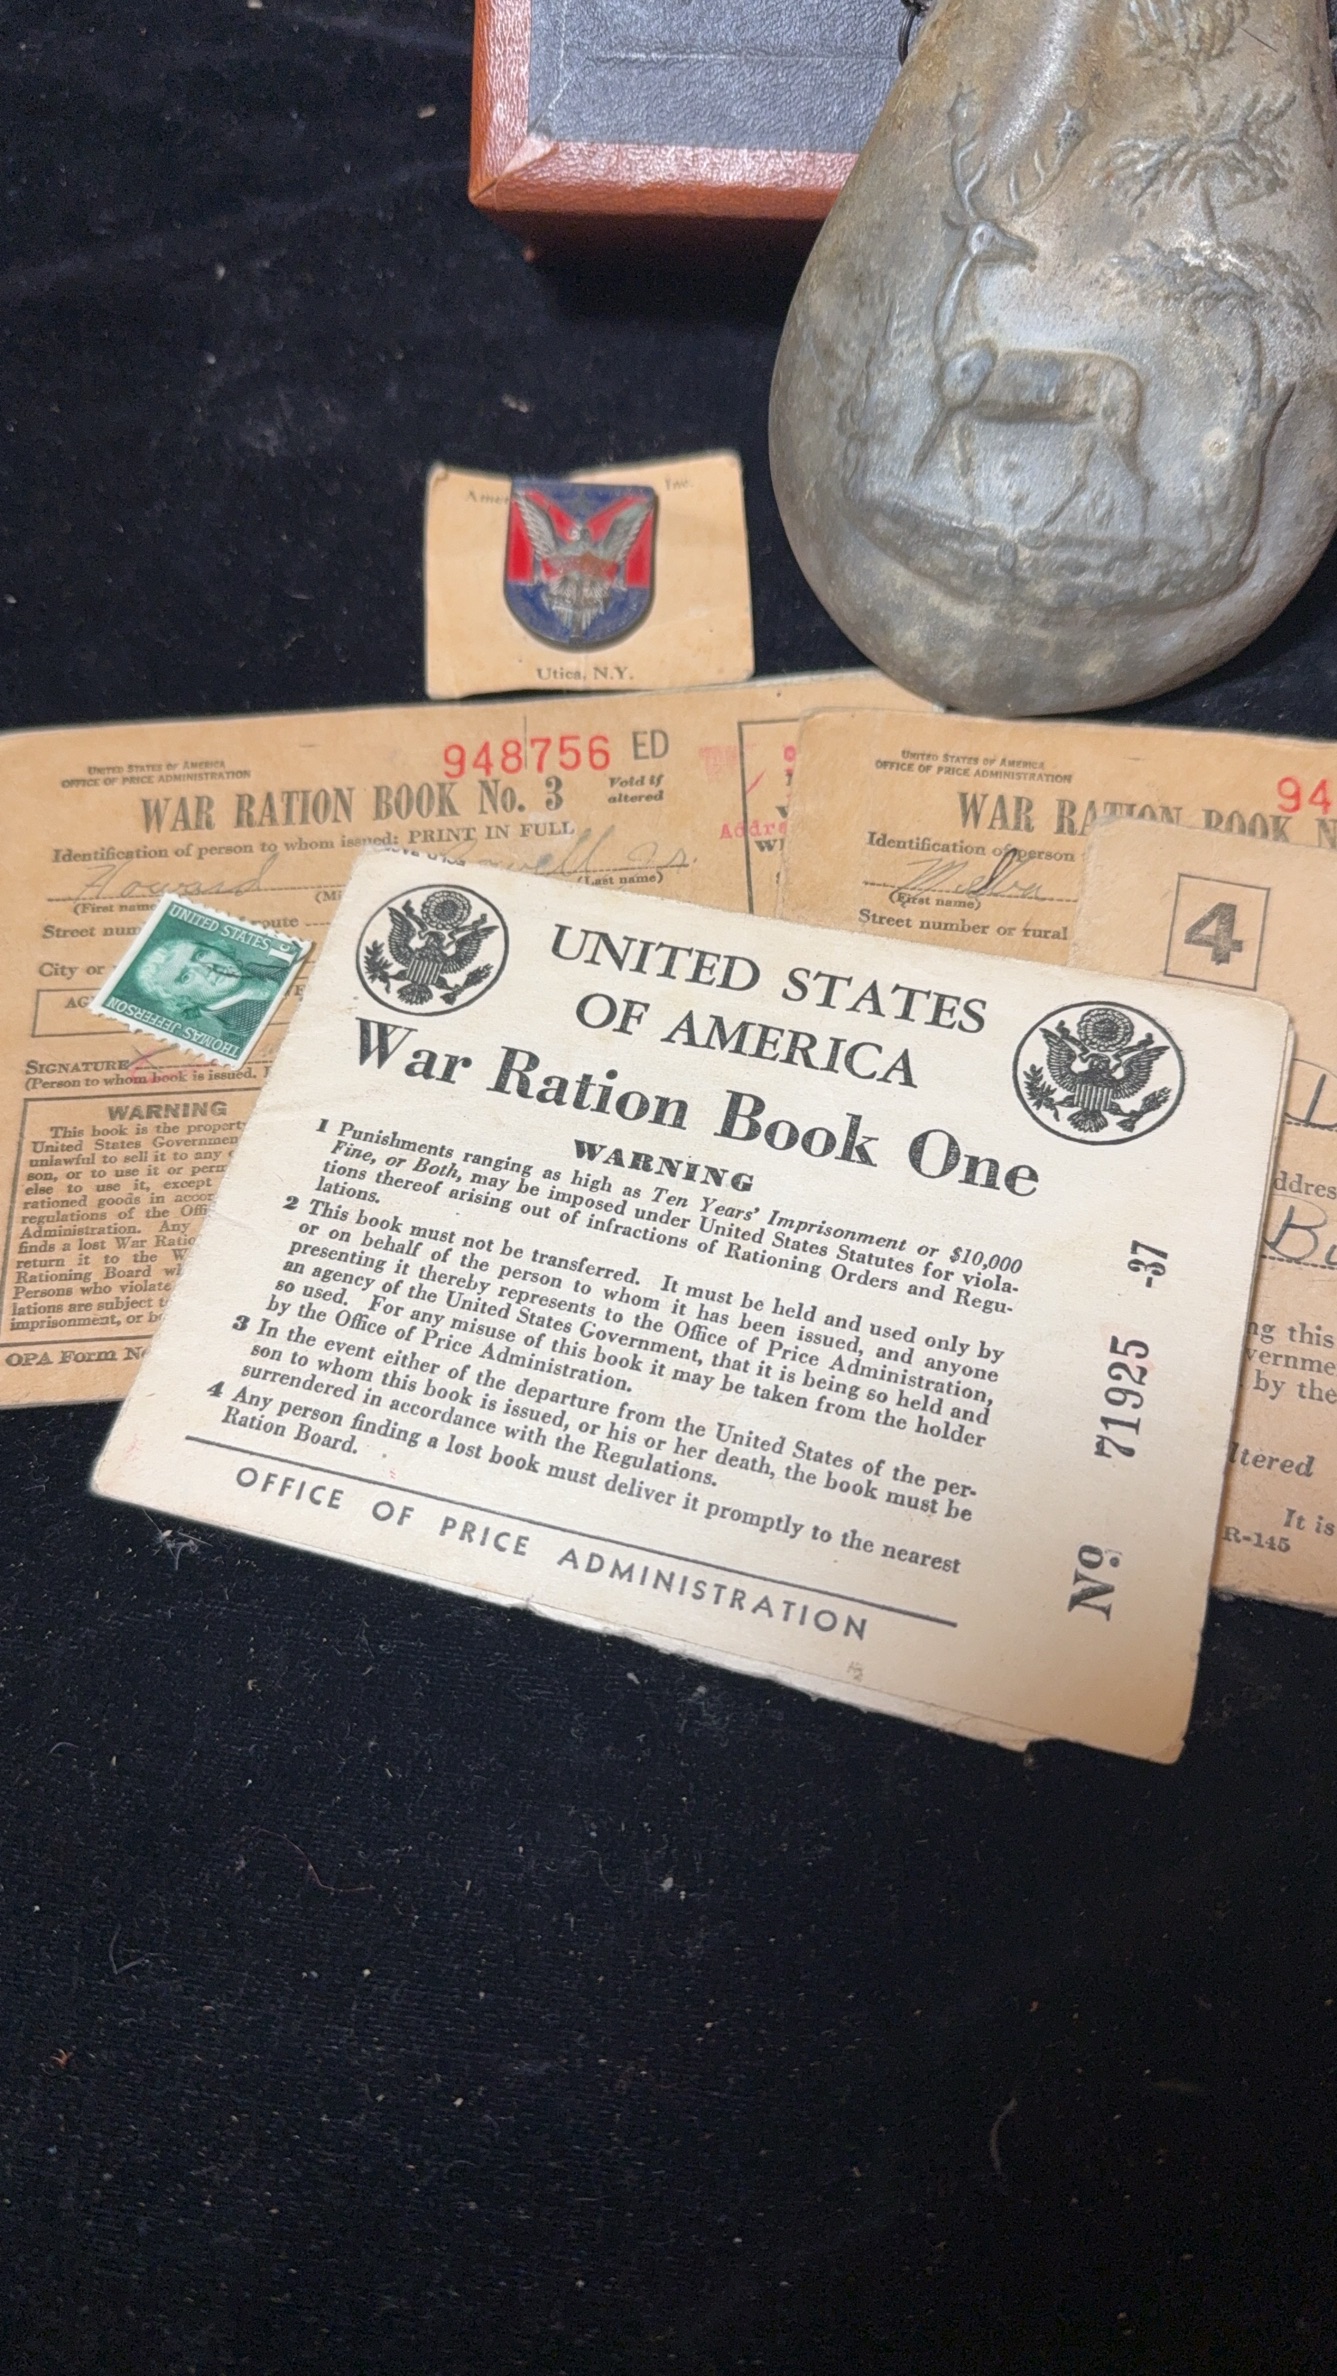 Inc.
Utica, N.Y.
UNITED STATES OF AMERICA
OFFICE OF PRICE ADMINISTRATION
948756 ED
WAR RATION BOOK No. 3
Void if
altered
Identification of person to whom issued: PRINT IN FULL
Howard
Jr.
(First name
(Last name)
Street num
route
City or
AG
SIGNATURE
(Person to whom book is issued.
WARNING
This book is the property
United States Governmen
unlawful to sell it to any
son, or to use it or perm
else to use it, except
rationed goods in accor
regulations of the Offi
Administration. Any
finds a lost War Ratio
return it to the W
Rationing Board w
Persons who violate
lations are subject t
imprisonment, or
OPA Form No
UNITED STATES 1¢
THOMAS JEFFERSON
Addre
UNITED STATES OF AMERICA
OFFICE OF PRICE ADMINISTRATION
94
WAR RATION BOOK N
Identification of person
Melba
(First name)
Street number or rural
4
ddres
ng this
vernme
by the
ltered
It is
R-145
UNITED STATES
OF AMERICA
War Ration Book One
WARNING
1 Punishments ranging as high as Ten Years' Imprisonment or $10,000
Fine, or Both, may be imposed under United States Statutes for viola-
tions thereof arising out of infractions of Rationing Orders and Regu-
lations.
2 This book must not be transferred. It must be held and used only by
or on behalf of the person to whom it has been issued, and anyone
presenting it thereby represents to the Office of Price Administration,
an agency of the United States Government, that it is being so held and
so used. For any misuse of this book it may be taken from the holder
by the Office of Price Administration.
3 In the event either of the departure from the United States of the per-
son to whom this book is issued, or his or her death, the book must be
surrendered in accordance with the Regulations.
4 Any person finding a lost book must deliver it promptly to the nearest
Ration Board.
OFFICE OF PRICE ADMINISTRATION
No 71925 -37